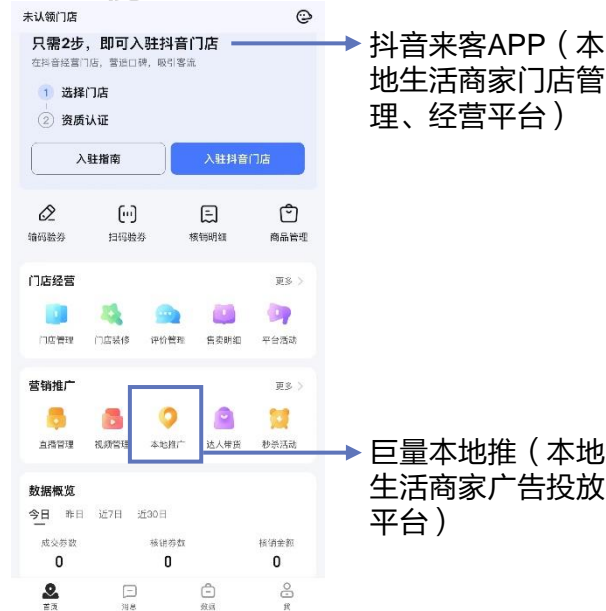 未认领门店
只需2步，即可入驻抖音门店
在抖音经营门店，营造口碑，吸引客流
1 选择门店
2 资质认证
入驻指南
入驻抖音门店
输码验券
扫码验券
核销明细
商品管理
门店经营
更多
门店管理
门店装修
评价管理
售卖明细
平台活动
营销推广
更多
直播管理
视频管理
本地推广
达人带货
秒杀活动
数据概览
今日 昨日 近7日 近30日
成交券数
核销券数
核销金额
0
0
0
首页
消息
数据
我
抖音来客APP（本
地生活商家门店管
理、经营平台）
巨量本地推（本地
生活商家广告投放
平台）